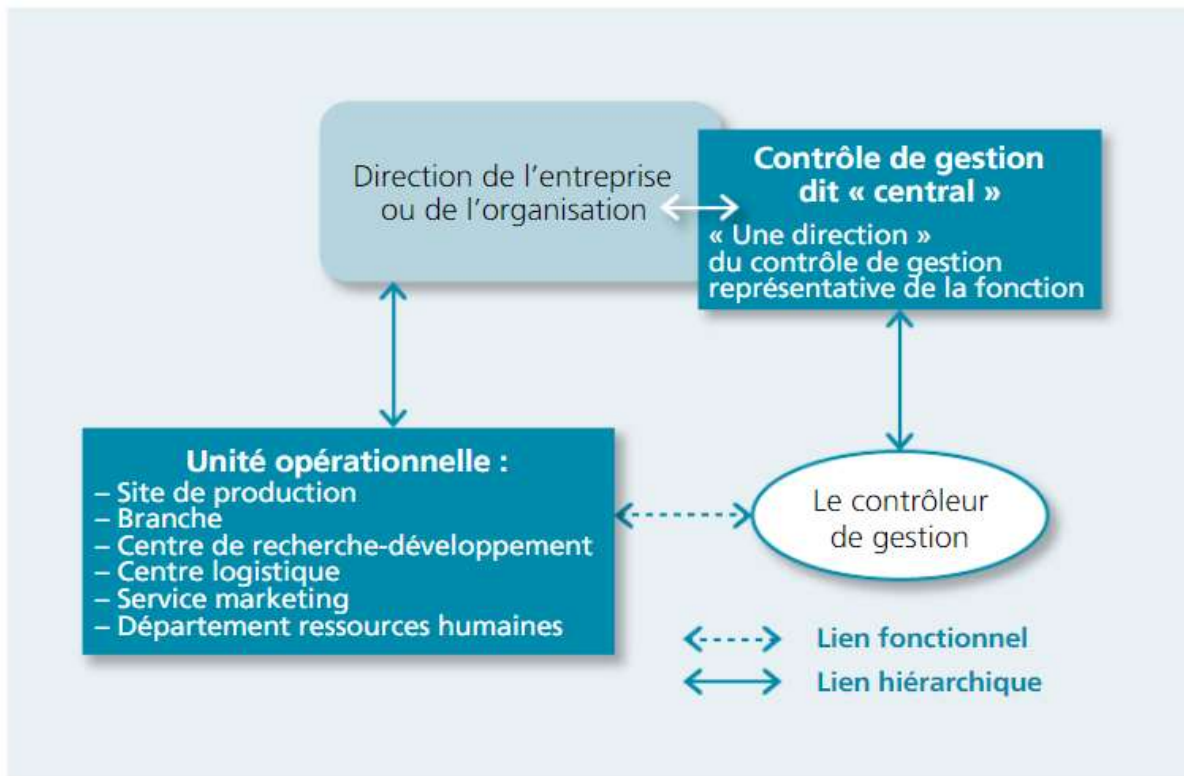 Direction de l’entreprise
ou de l’organisation
Contrôle de gestion
dit « central »
« Une direction »
du contrôle de gestion
représentative de la fonction
Unité opérationnelle :
– Site de production
– Branche
– Centre de recherche-développement
– Centre logistique
– Service marketing
– Département ressources humaines
Le contrôleur
de gestion
Lien fonctionnel
Lien hiérarchique